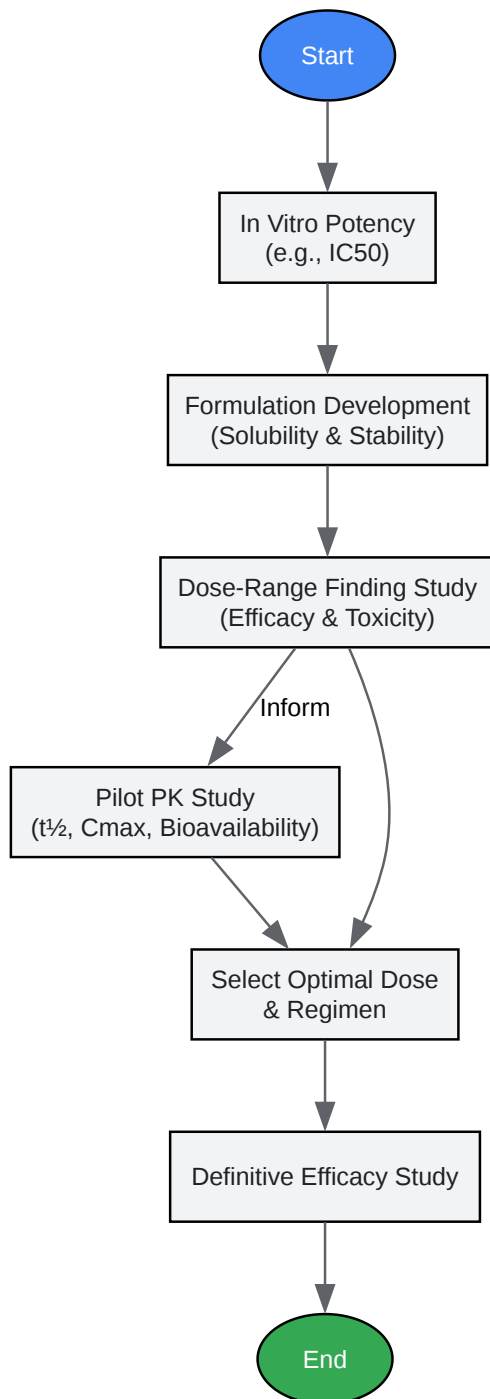 Start
In Vitro Potency
(e.g., IC50)
Formulation Development
(Solubility & Stability)
Dose-Range Finding Study
(Efficacy & Toxicity)
Inform
Pilot PK Study
(t½, Cmax, Bioavailability)
Select Optimal Dose
& Regimen
Definitive Efficacy Study
End